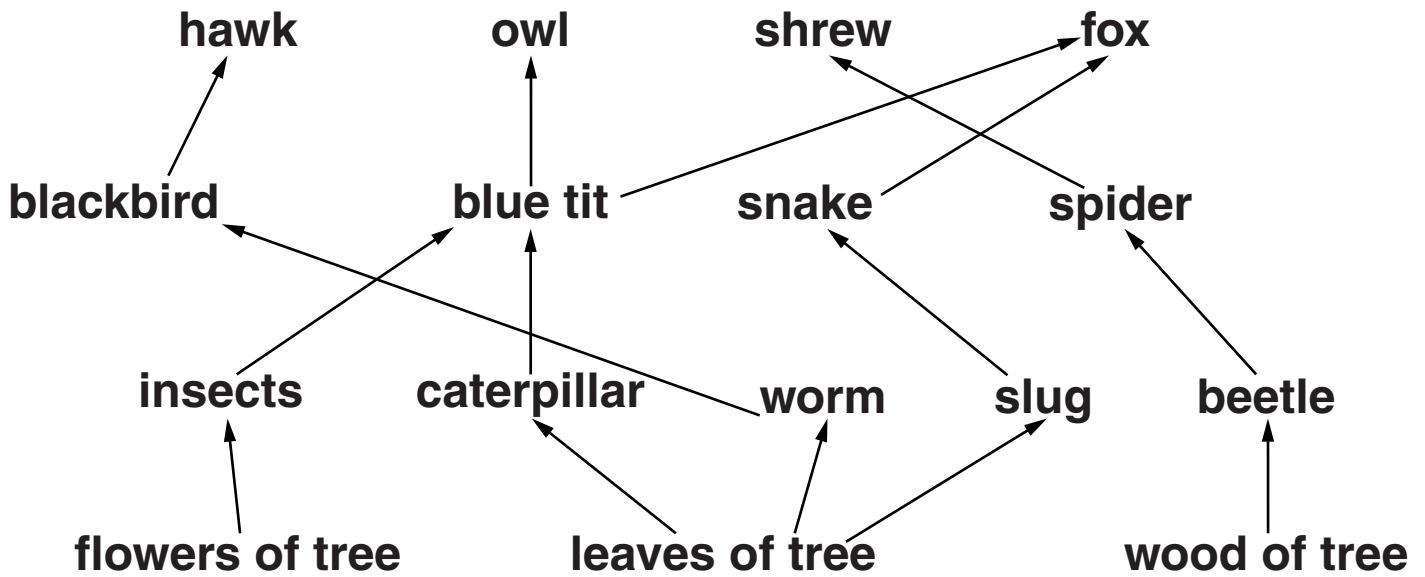 hawk owl shrew fox
blackbird blue tit snake spider
insects caterpillar worm slug beetle
flowers of tree leaves of tree wood of tree